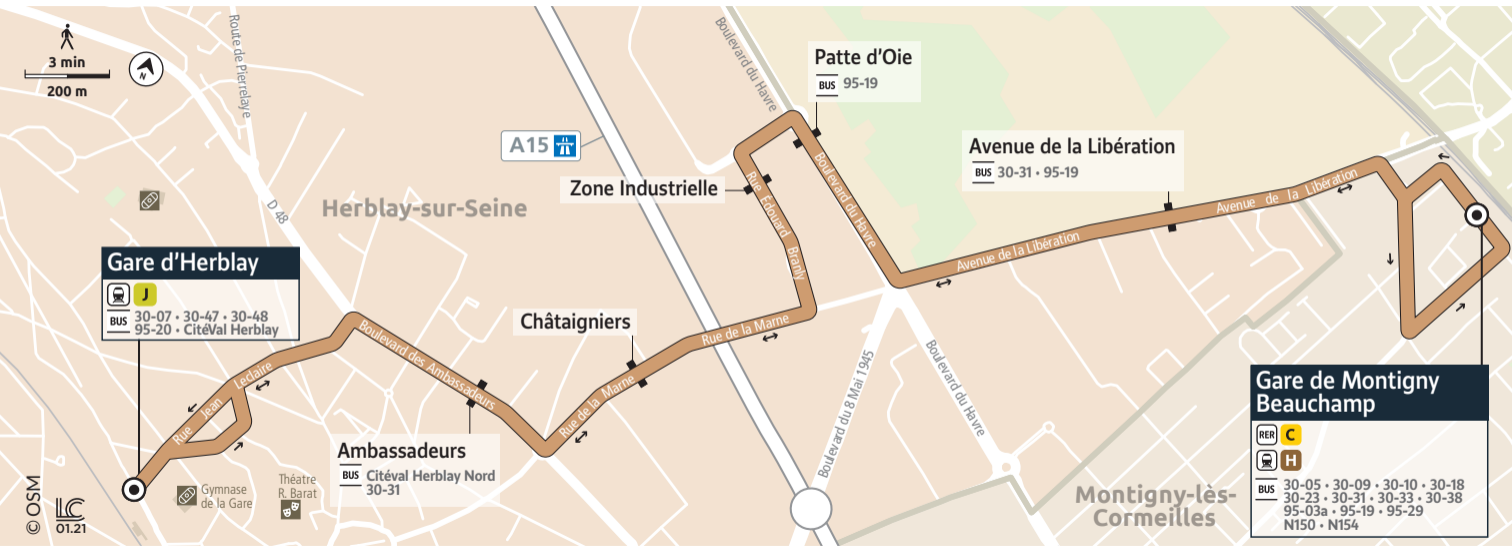 3 min
200 m
N
Route de Pierrelaye
D 48
Herblay-sur-Seine
A15
Boulevard du Havre
Patte d'Oie
BUS 95-19
Zone Industrielle
Rue Edouard Branly
Boulevard du Havre
Avenue de la Libération
BUS 30-31 • 95-19
Avenue de la Libération
Avenue de la Libération
Gare d'Herblay
J
BUS 30-07 • 30-47 • 30-48
95-20 • CitéVal Herblay
Rue Jean Leclaire
Boulevard des Ambassadeurs
Ambassadeurs
BUS Citéval Herblay Nord
30-31
Châtaigniers
Rue de la Marne
Rue de la Marne
Boulevard du 8 Mai 1945
Boulevard du Havre
Gare de Montigny
Beauchamp
RER C
H
BUS 30-05 • 30-09 • 30-10 • 30-18
30-23 • 30-31 • 30-33 • 30-38
95-03a • 95-19 • 95-29
N150 • N154
Montigny-lès-
Cormeilles
Gymnase
de la Gare
Théatre
R. Barat
© OSM
LC
01.21